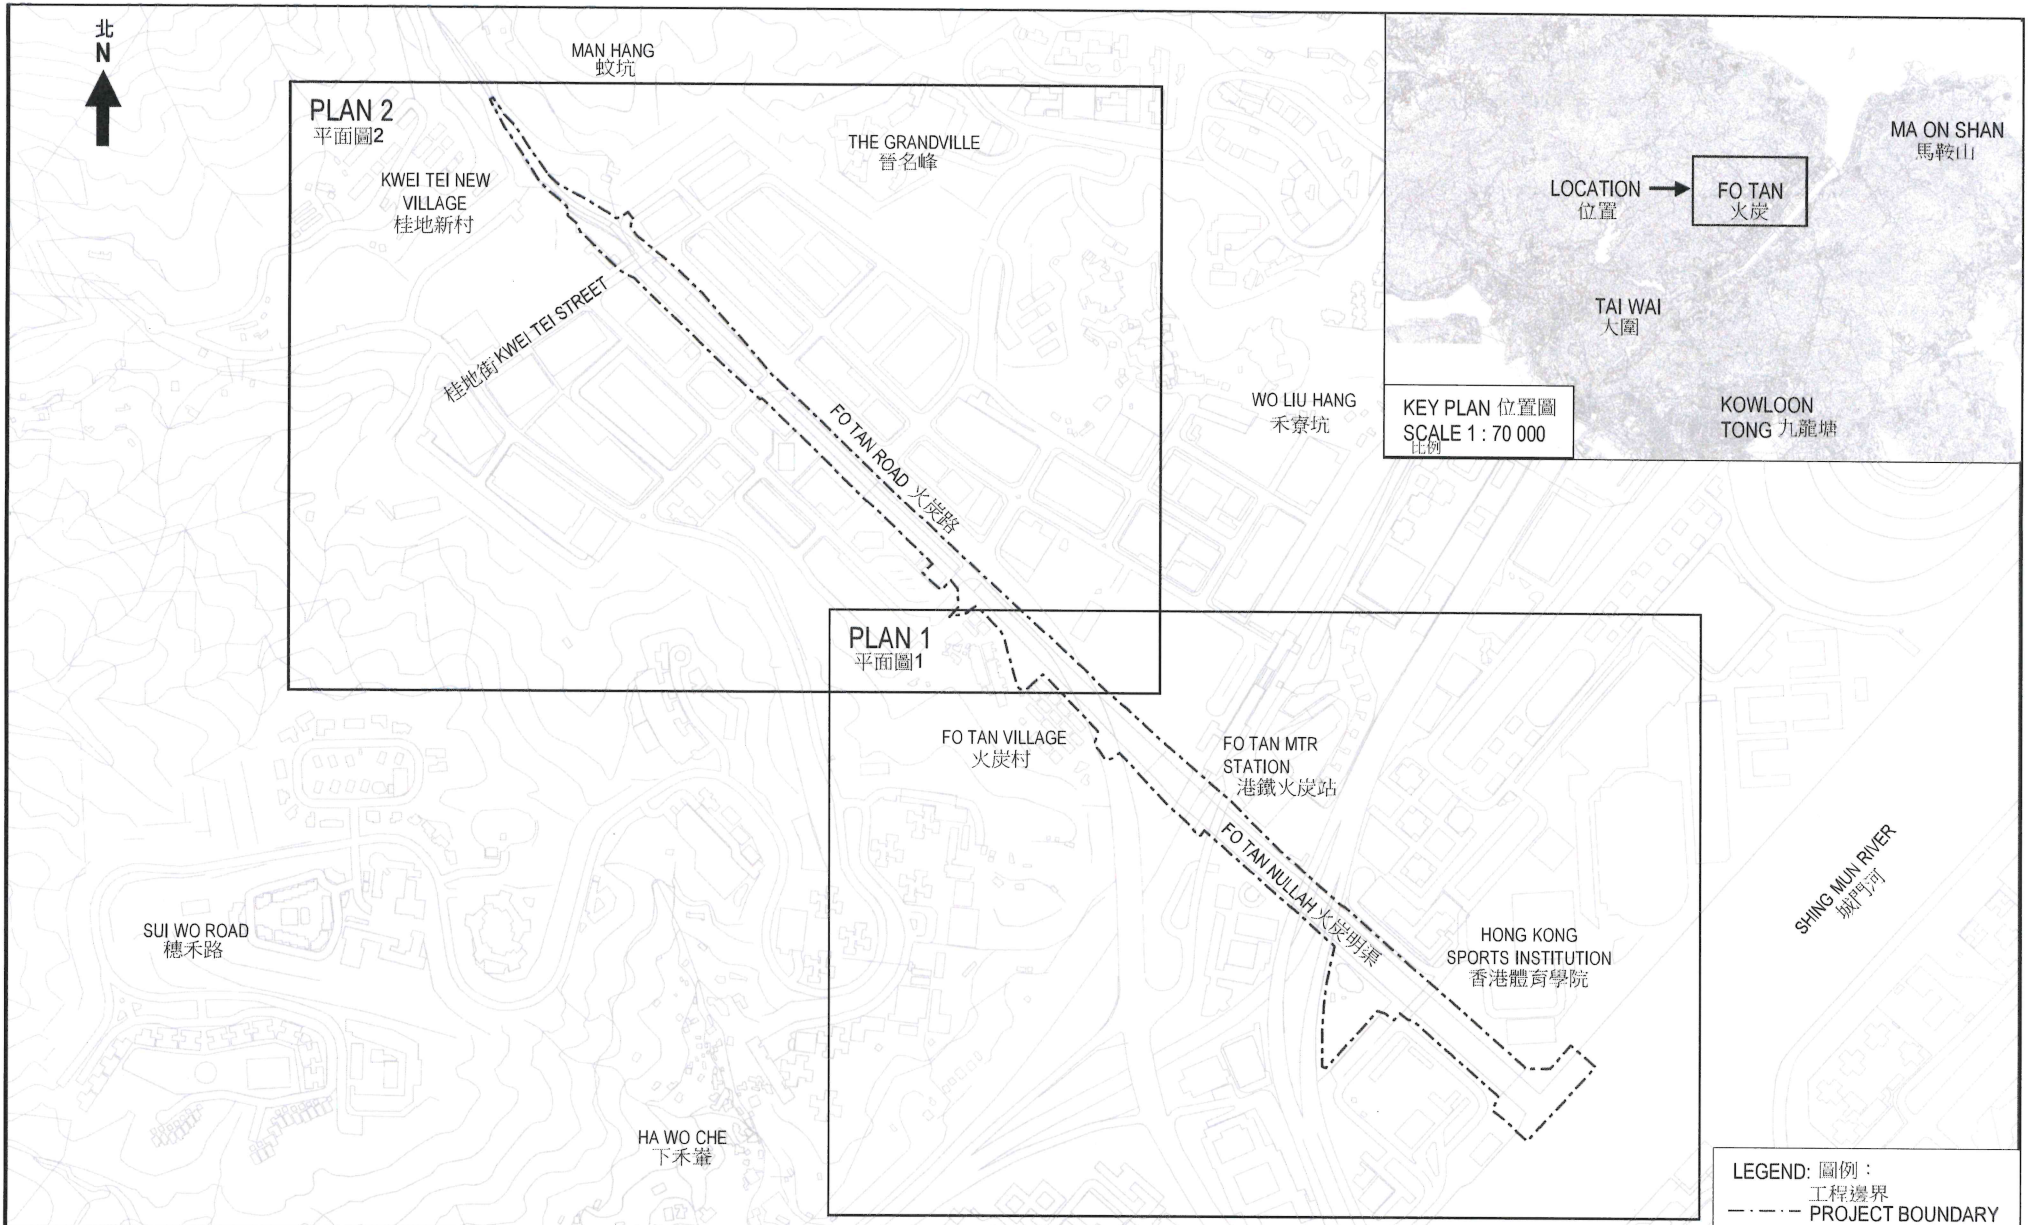 北
N
MAN HANG
蚊坑
PLAN 2
平面圖2
THE GRANDVILLE
晉名峰
KWEI TEI NEW
VILLAGE
桂地新村
桂地街 KWEI TEI STREET
FO TAN ROAD 火炭路
WO LIU HANG
禾寮坑
MA ON SHAN
馬鞍山
LOCATION
位置
FO TAN
火炭
TAI WAI
大圍
KOWLOON
TONG 九龍塘
KEY PLAN 位置圖
SCALE 1 : 70 000
比例
PLAN 1
平面圖1
FO TAN VILLAGE
火炭村
FO TAN MTR
STATION
港鐵火炭站
FO TAN NULLAH 火炭明渠
HONG KONG
SPORTS INSTITUTION
香港體育學院
SHING MUN RIVER
城門河
SUI WO ROAD
穗禾路
HA WO CHE
下禾輋
LEGEND: 圖例：
工程邊界
PROJECT BOUNDARY